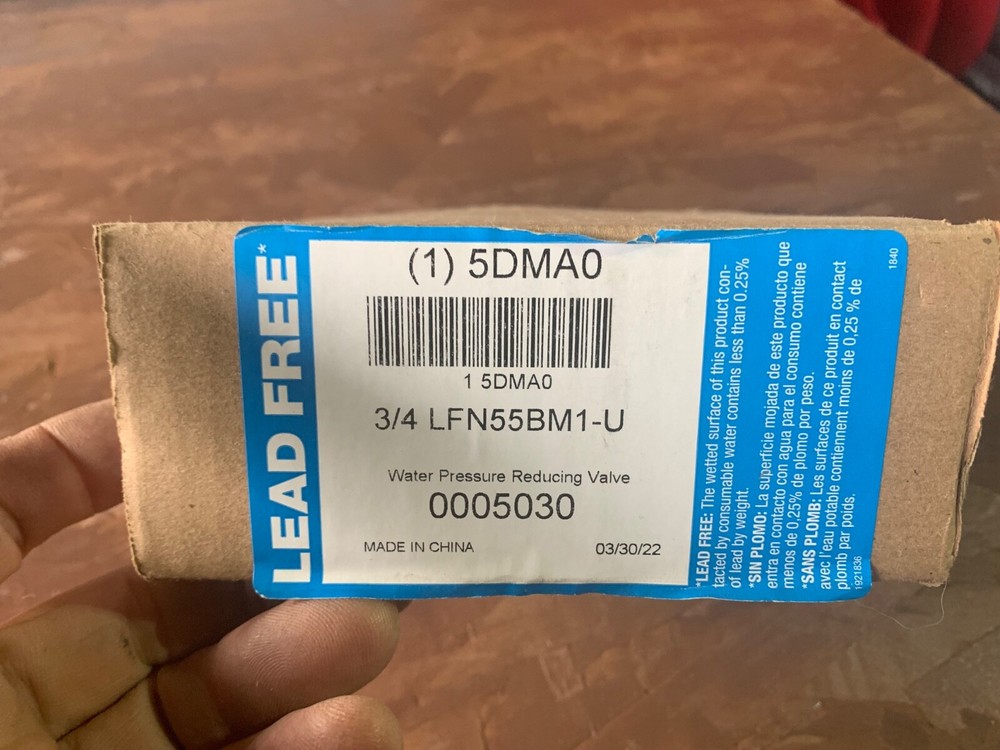 LEAD FREE*
(1) 5DMA0
1 5DMA0
3/4 LFN55BM1-U
Water Pressure Reducing Valve
0005030
MADE IN CHINA 03/30/22
*LEAD FREE: The wetted surface of this product con-
tacted by consumable water contains less than 0.25%
of lead by weight.
*SIN PLOMO: La superficie mojada de este producto que
entra en contacto con agua para el consumo contiene
menos de 0,25% de plomo por peso.
*SANS PLOMB: Les surfaces de ce produit en contact
avec l'eau potable contiennent moins de 0,25 % de
plomb par poids.
1921836
1840